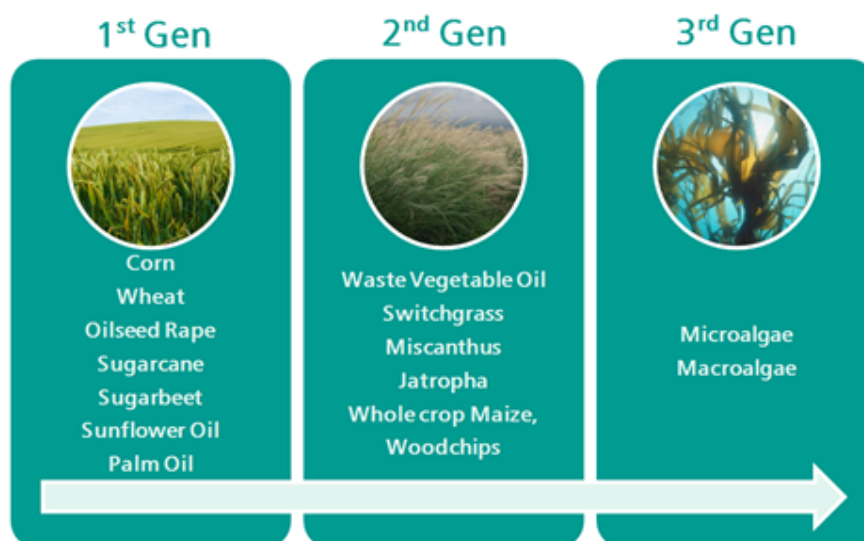 1st Gen
Corn
Wheat
Oilseed Rape
Sugarcane
Sugarbeet
Sunflower Oil
Palm Oil
2nd Gen
Waste Vegetable Oil
Switchgrass
Miscanthus
Jatropha
Whole crop Maize,
Woodchips
3rd Gen
Microalgae
Macroalgae